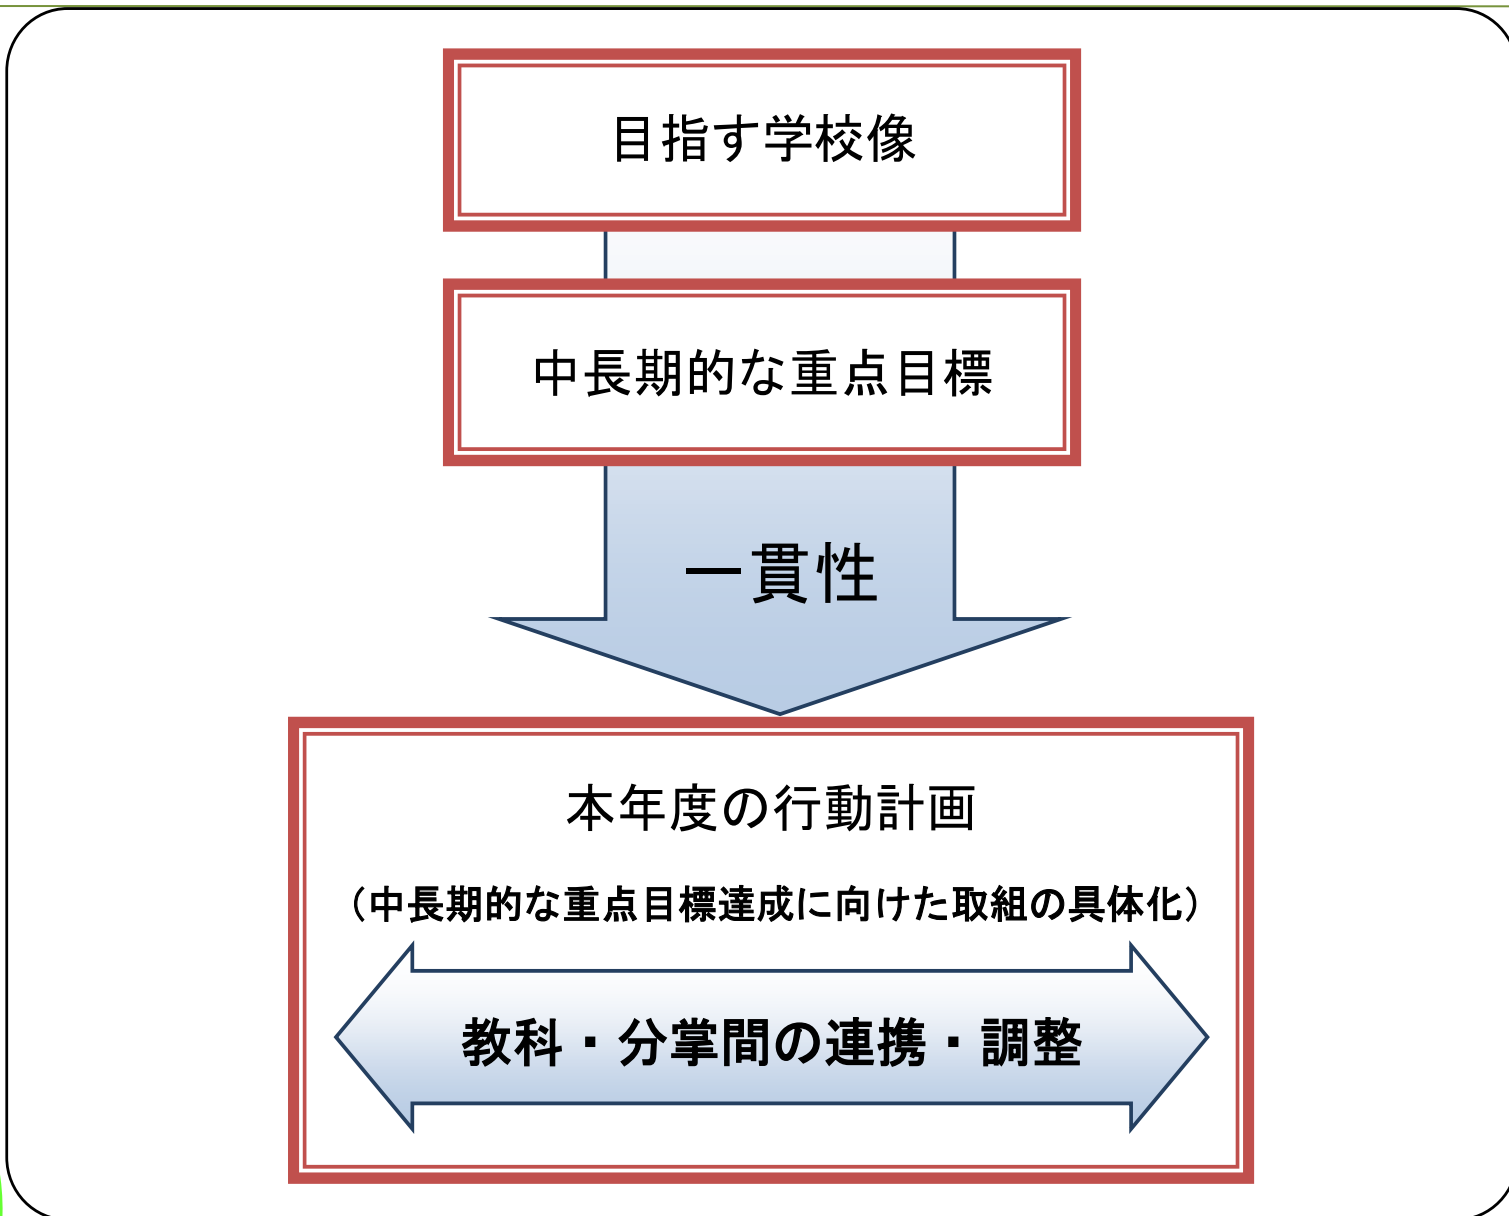 目指す学校像
中長期的な重点目標
一貫性
本年度の行動計画
（中長期的な重点目標達成に向けた取組の具体化）
教科・分掌間の連携・調整